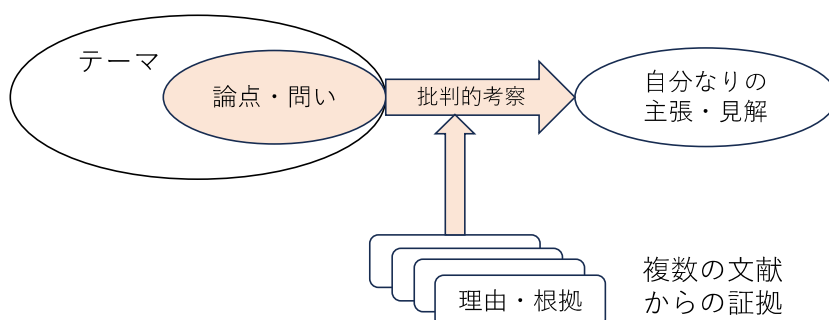 テーマ
論点・問い
批判的考察
自分なりの
主張・見解
理由・根拠
複数の文献
からの証拠